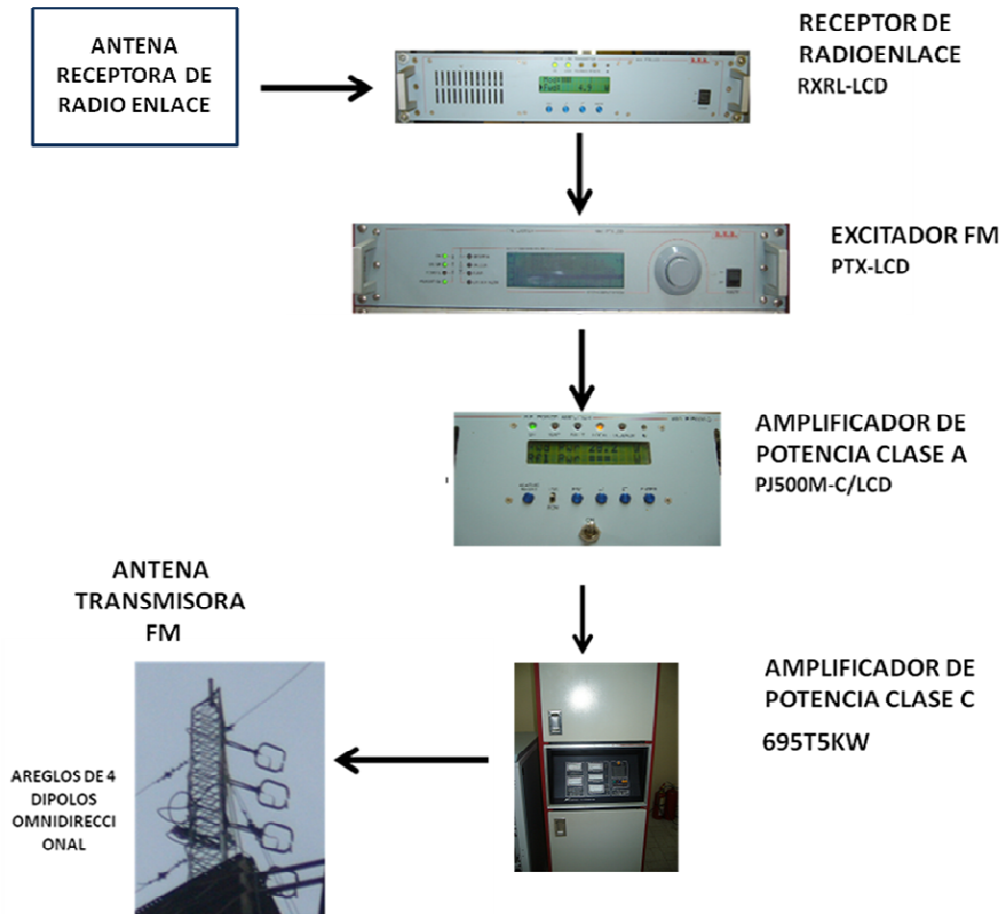 ANTENA
RECEPTORA DE
RADIO ENLACE
RECEPTOR DE
RADIOENLACE
RXRL-LCD
EXCITADOR FM
PTX-LCD
AMPLIFICADOR DE
POTENCIA CLASE A
PJ500M-C/LCD
ANTENA
TRANSMISORA
FM
AREGLOS DE 4
DIPOLOS
OMNIDIRECCI
ONAL
AMPLIFICADOR DE
POTENCIA CLASE C
695T5KW